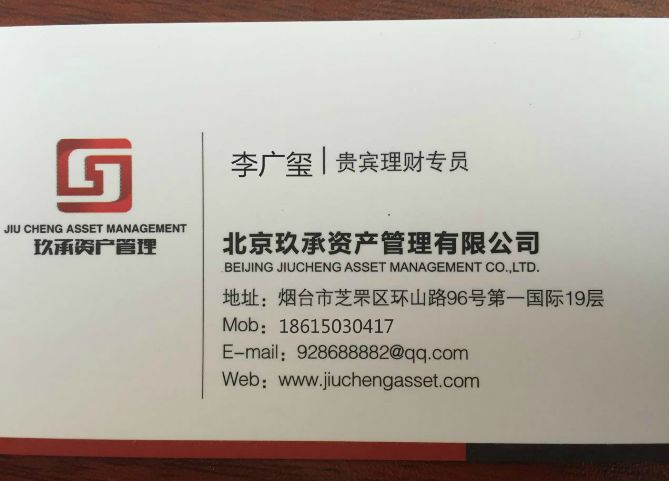 JIU CHENG ASSET MANAGEMENT
玖承资产管理
李广玺 | 贵宾理财专员
北京玖承资产管理有限公司
BEIJING JIUCHENG ASSET MANAGEMENT CO.,LTD.
地址：烟台市芝罘区环山路96号第一国际19层
Mob：18615030417
E-mail：928688882@qq.com
Web：www.jiuchengasset.com